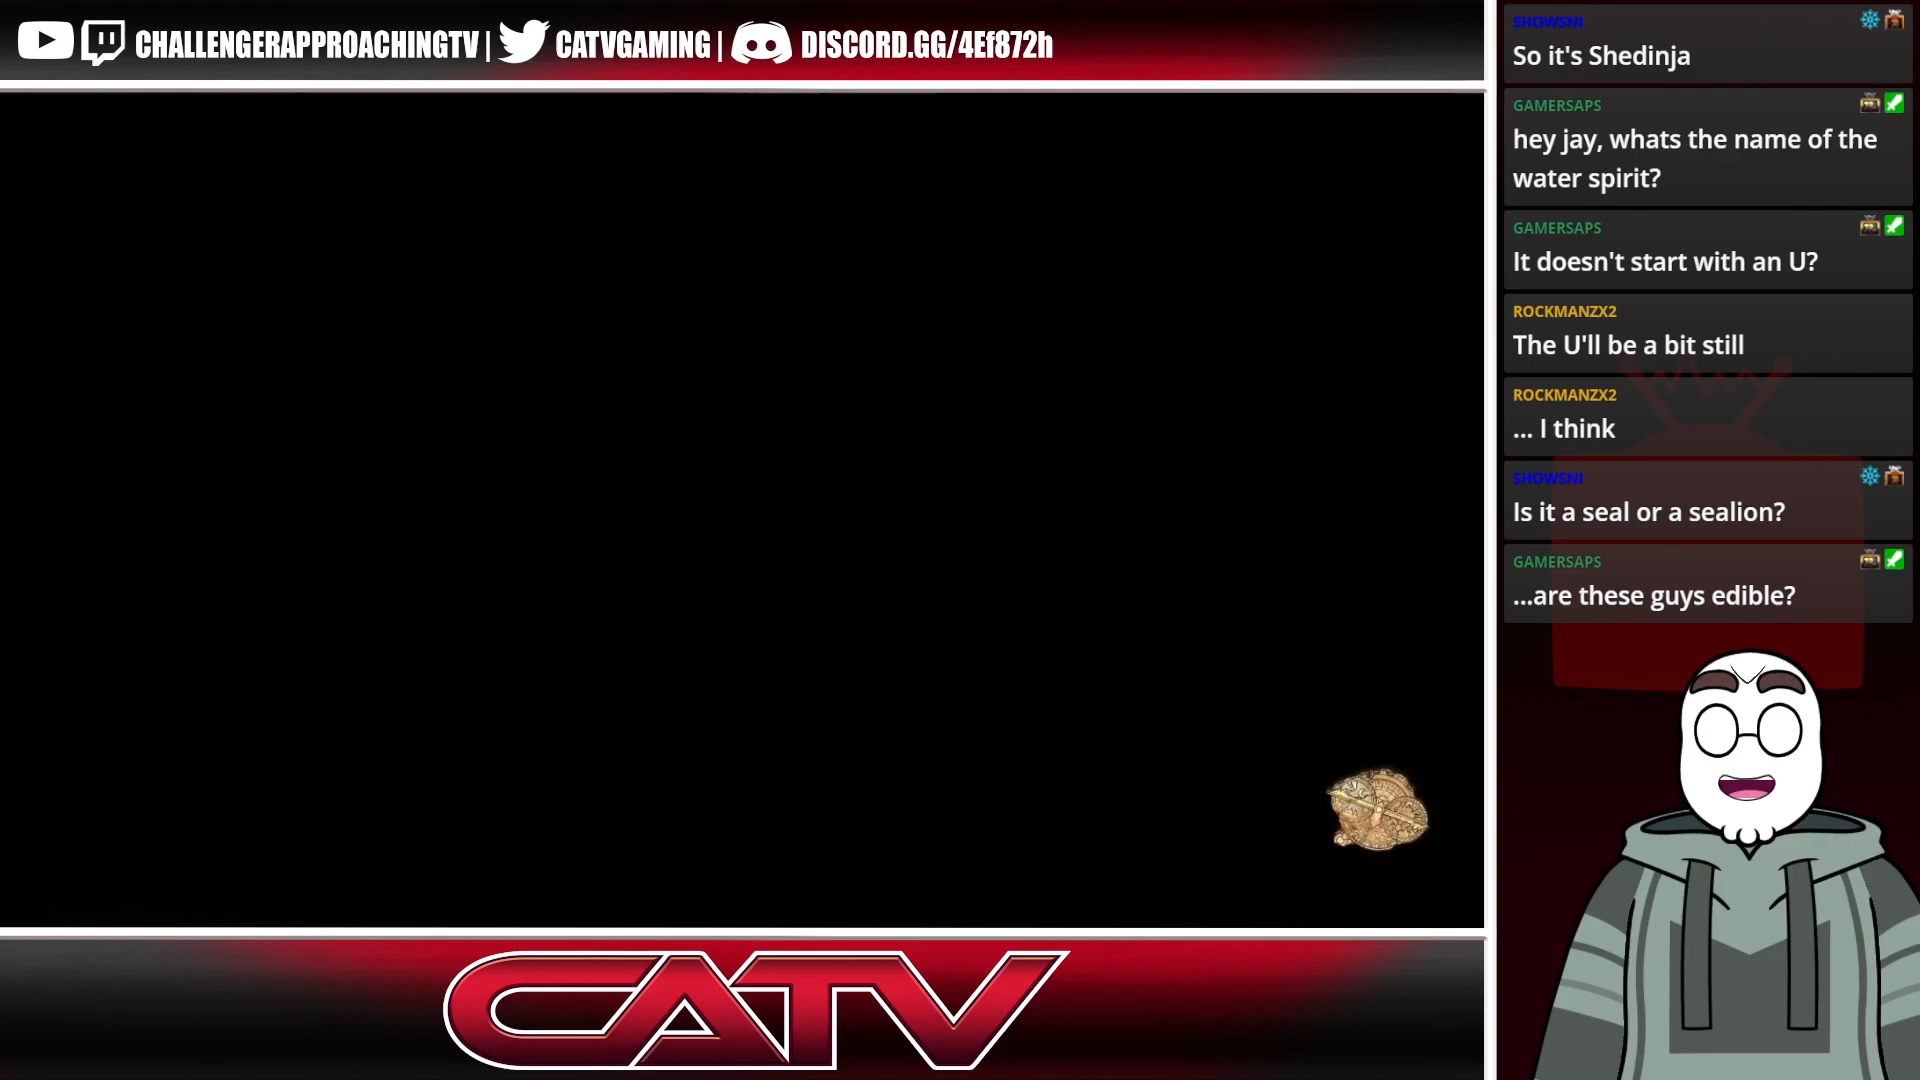 CHALLENGERAPPROACHINGTV | CATVGAMING | DISCORD.GG/4Ef872h
SHOWSNI
So it's Shedinja
GAMERSAPS
hey jay, whats the name of the
water spirit?
GAMERSAPS
It doesn't start with an U?
ROCKMANZX2
The U'll be a bit still
ROCKMANZX2
... I think
SHOWSNI
Is it a seal or a sealion?
GAMERSAPS
...are these guys edible?
CATV